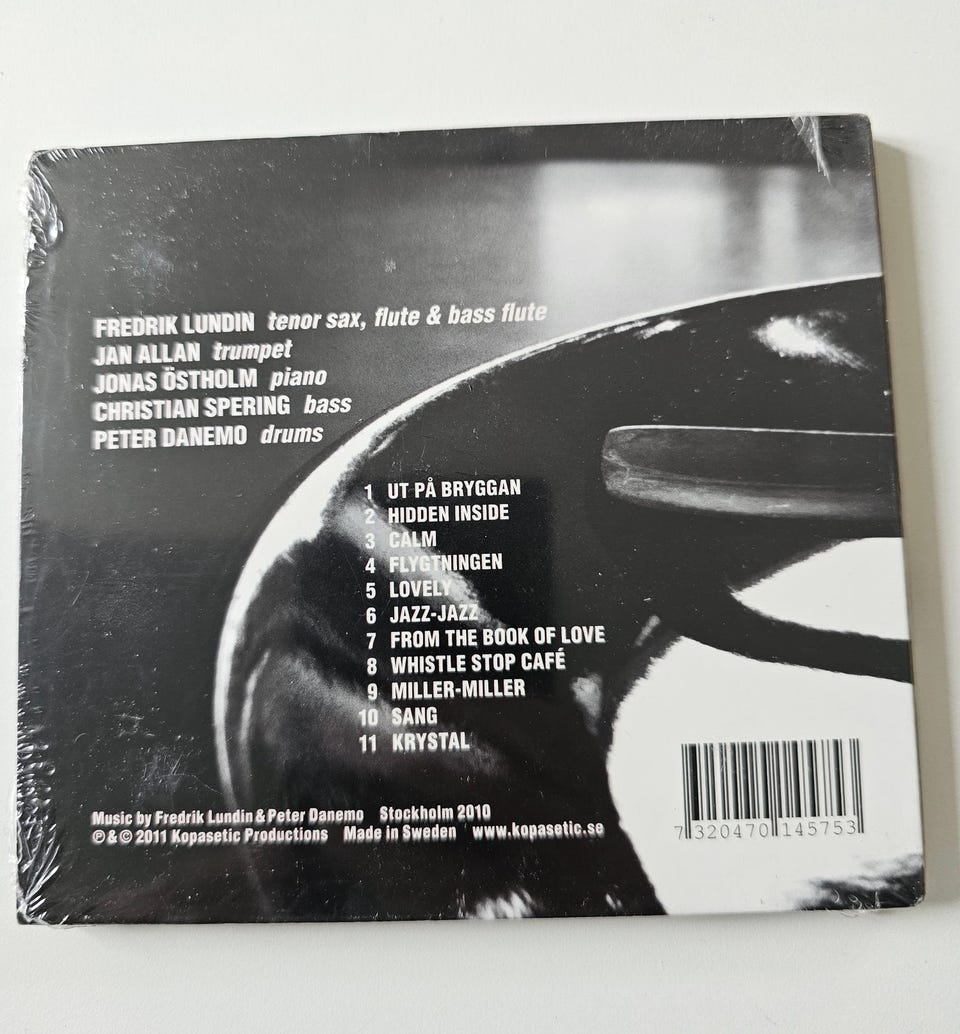 FREDRIK LUNDIN tenor sax, flute & bass flute
JAN ALLAN trumpet
JONAS ÖSTHOLM piano
CHRISTIAN SPERING bass
PETER DANEMO drums
1 UT PÅ BRYGGAN
2 HIDDEN INSIDE
3 CALM
4 FLYGTNINGEN
5 LOVELY
6 JAZZ-JAZZ
7 FROM THE BOOK OF LOVE
8 WHISTLE STOP CAFÉ
9 MILLER-MILLER
10 SANG
11 KRYSTAL
Music by Fredrik Lundin & Peter Danemo Stockholm 2010
℗ & © 2011 Kopasetic Productions Made in Sweden www.kopasetic.se
7 320470 145753